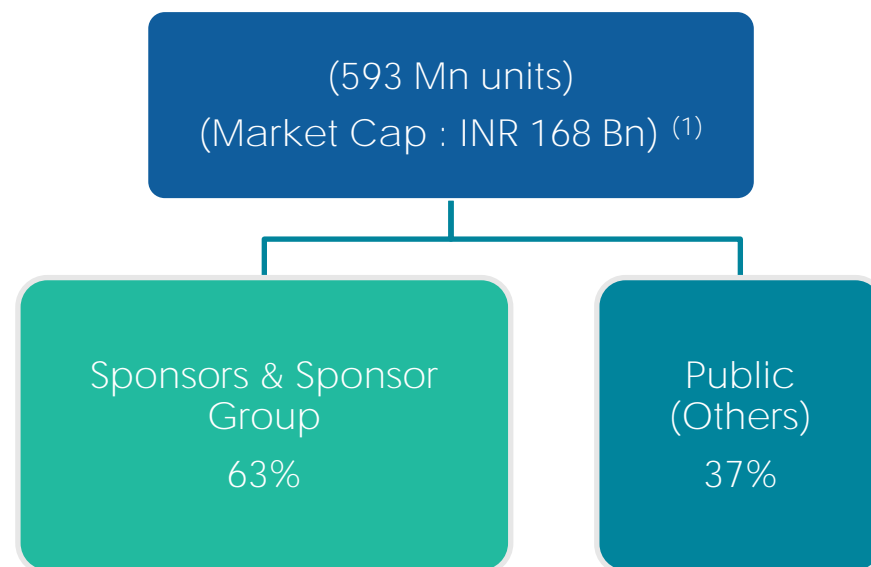 (593 Mn units)
(Market Cap : INR 168 Bn) (1)
Sponsors & Sponsor
Group
63%
Public
(Others)
37%